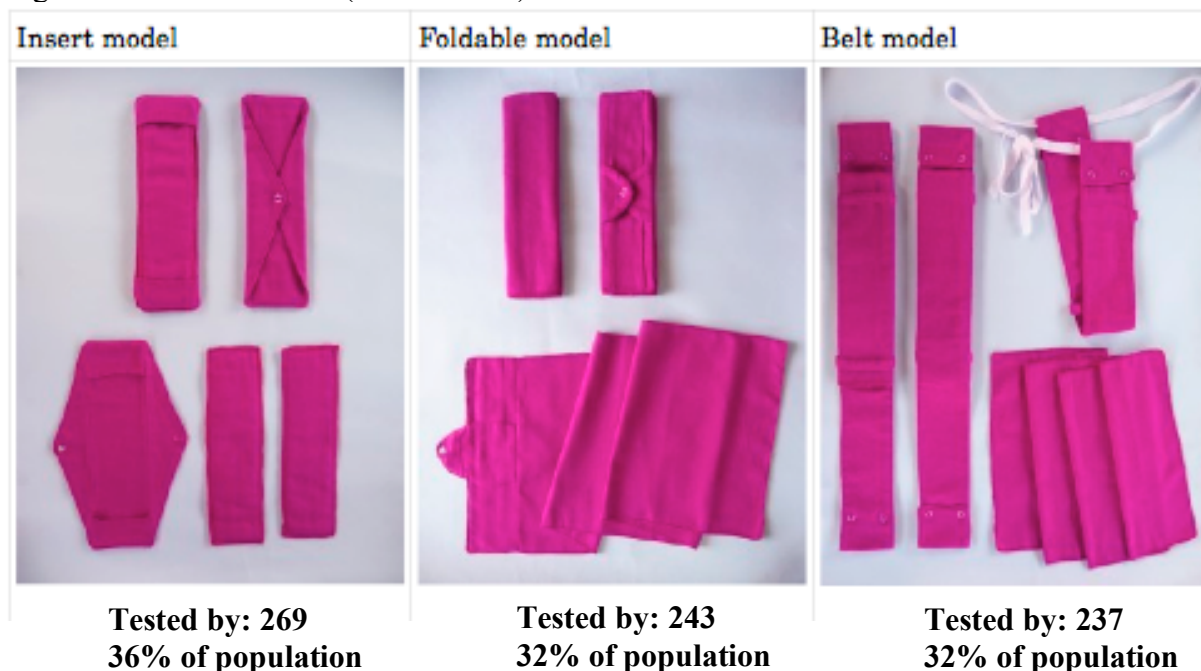 Insert model
Foldable model
Belt model
Tested by: 269
36% of population
Tested by: 243
32% of population
Tested by: 237
32% of population